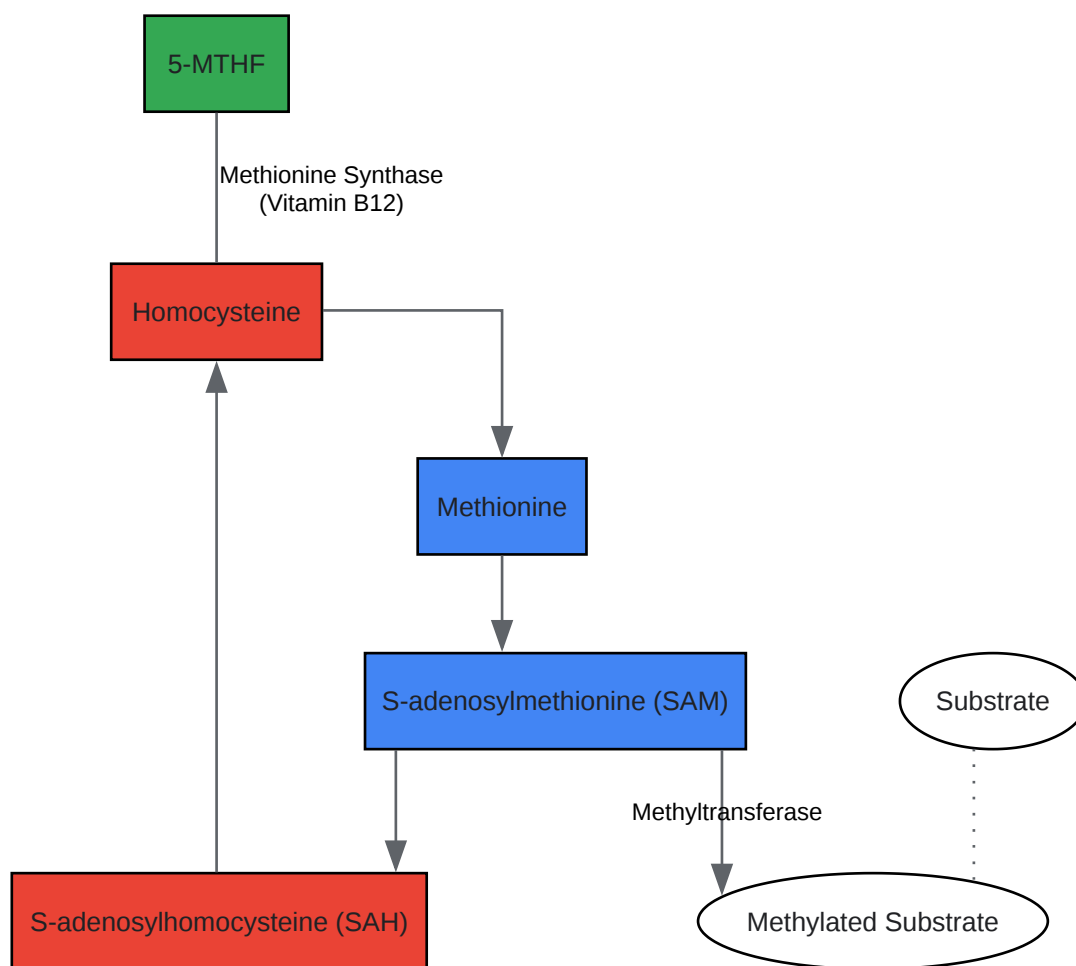 5-MTHF
Methionine Synthase
(Vitamin B12)
Homocysteine
Methionine
S-adenosylmethionine (SAM)
Substrate
Methyltransferase
S-adenosylhomocysteine (SAH)
Methylated Substrate